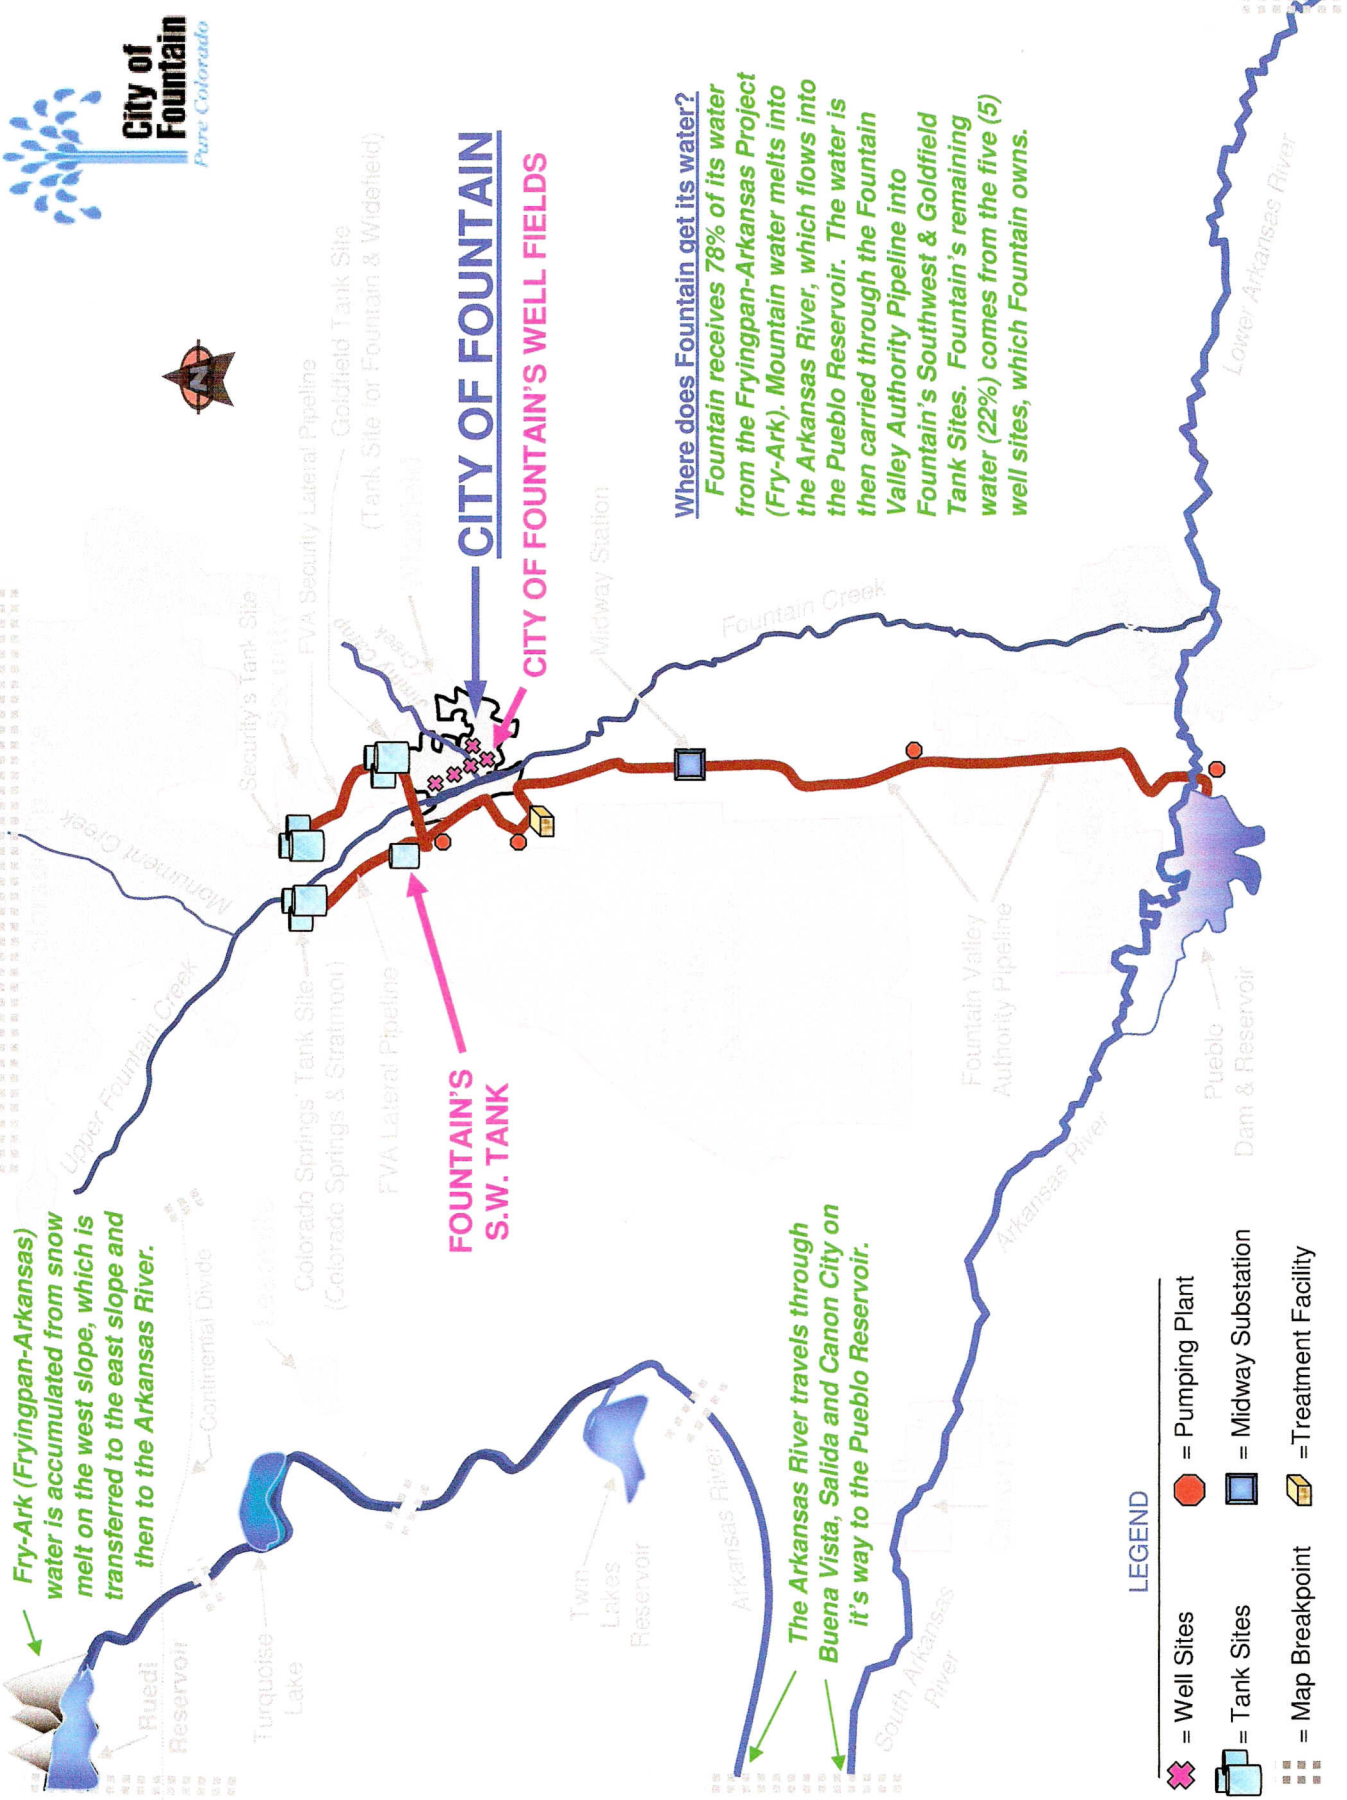 Fry-Ark (Fryingpan-Arkansas)
water is accumulated from snow
melt on the west slope, which is
transferred to the east slope and
then to the Arkansas River.
City of
Fountain
Pure Colorado
Upper Fountain Creek
Monument Creek
Continental Divide
Ruedi
Reservoir
Turquoise
Lake
Leadville
Security's Tank Site
FVA Security Lateral Pipeline
Goldfield Tank Site
(Tank Site for Fountain & Widefield)
Colorado Springs Tank Site
(Colorado Springs & Stratmoor)
FVA Lateral Pipeline
Jimmy Camp
Creek
N
CITY OF FOUNTAIN
CITY OF FOUNTAIN'S WELL FIELDS
FOUNTAIN'S
S.W. TANK
Midway Station
Twin
Lakes
Reservoir
Arkansas River
Where does Fountain get its water?
Fountain receives 78% of its water
from the Fryingpan-Arkansas Project
(Fry-Ark). Mountain water melts into
the Arkansas River, which flows into
the Pueblo Reservoir. The water is
then carried through the Fountain
Valley Authority Pipeline into
Fountain's Southwest & Goldfield
Tank Sites. Fountain's remaining
water (22%) comes from the five (5)
well sites, which Fountain owns.
Fountain Creek
The Arkansas River travels through
Buena Vista, Salida and Canon City on
it's way to the Pueblo Reservoir.
South Arkansas
River
Fountain Valley
Authority Pipeline
Arkansas River
Pueblo
Dam & Reservoir
Lower Arkansas River
LEGEND
= Well Sites
= Pumping Plant
= Tank Sites
= Midway Substation
= Map Breakpoint
=Treatment Facility